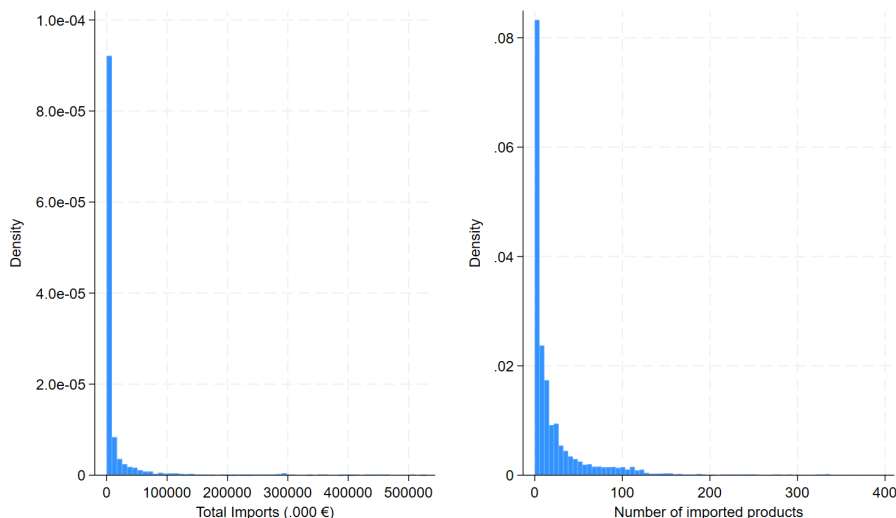 1.0e-04
8.0e-05
6.0e-05
4.0e-05
2.0e-05
0
Density
0 100000 200000 300000 400000 500000
Total Imports (.000 €)
.08
.06
.04
.02
0
Density
0 100 200 300 400
Number of imported products